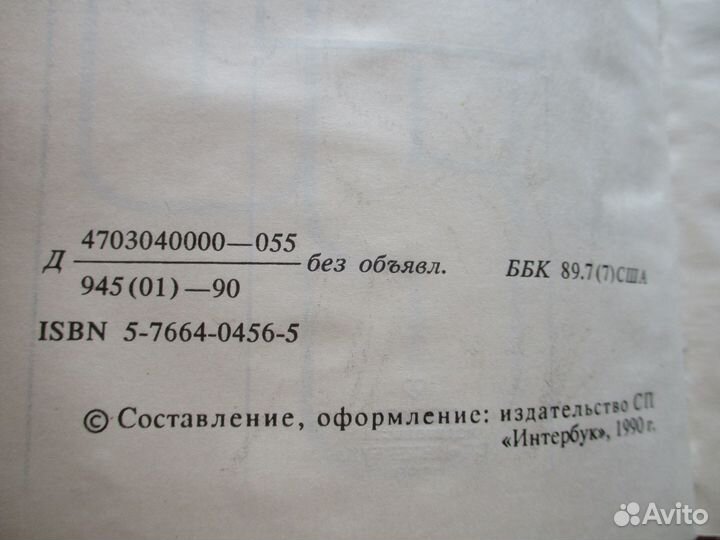 4703040000—055
Д без объявл. ББК 89.7(7)США
945(01)—90
ISBN 5-7664-0456-5
© Составление, оформление: издательство СП
«Интербук», 1990 г.
Avito